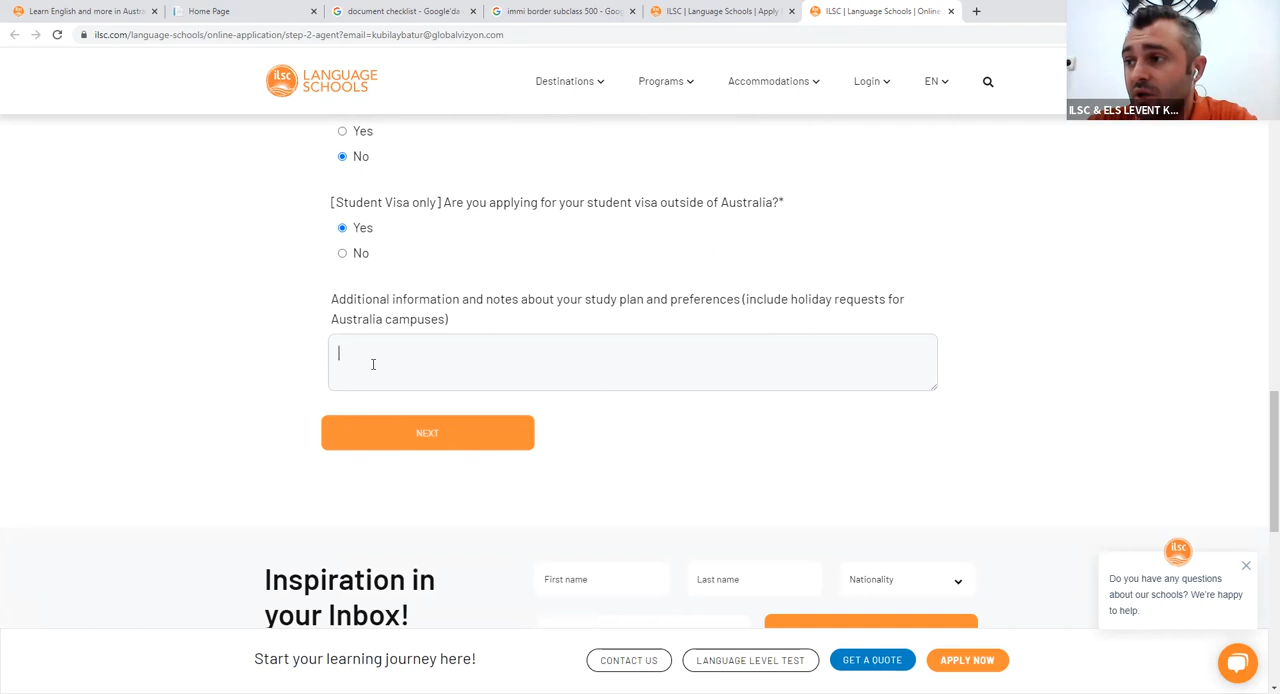 Learn English and more in Austra
Home Page
document checklist - Google'da
immi border subclass 500 - Goog
ILSC | Language Schools | Apply
ILSC | Language Schools | Online
ilsc.com/language-schools/online-application/step-2-agent?email=kubilaybatur@globalvizyon.com
ilsc LANGUAGE SCHOOLS
Destinations
Programs
Accommodations
Login
EN
ILSC & ELS LEVENT K...
Yes
No
[Student Visa only] Are you applying for your student visa outside of Australia?*
Yes
No
Additional information and notes about your study plan and preferences (include holiday requests for
Australia campuses)
NEXT
Inspiration in
your Inbox!
First name
Last name
Nationality
ilsc
Do you have any questions
about our schools? We're happy
to help.
Start your learning journey here!
CONTACT US
LANGUAGE LEVEL TEST
GET A QUOTE
APPLY NOW